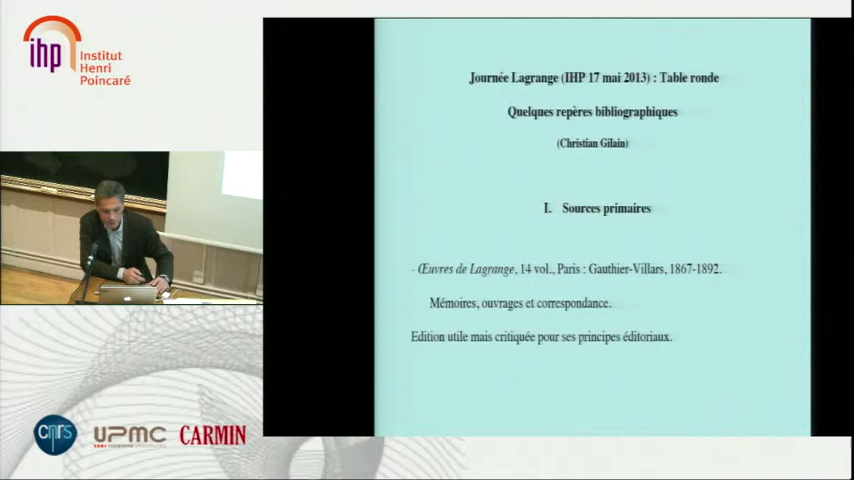 ihp
Institut
Henri
Poincaré
Journée Lagrange (IHP 17 mai 2013) : Table ronde
Quelques repères bibliographiques
(Christian Gilain)
I. Sources primaires
- Œuvres de Lagrange, 14 vol., Paris : Gauthier-Villars, 1867-1892.
Mémoires, ouvrages et correspondance.
Edition utile mais critiquée pour ses principes éditoriaux.
cnrs
UPMC
CARMIN